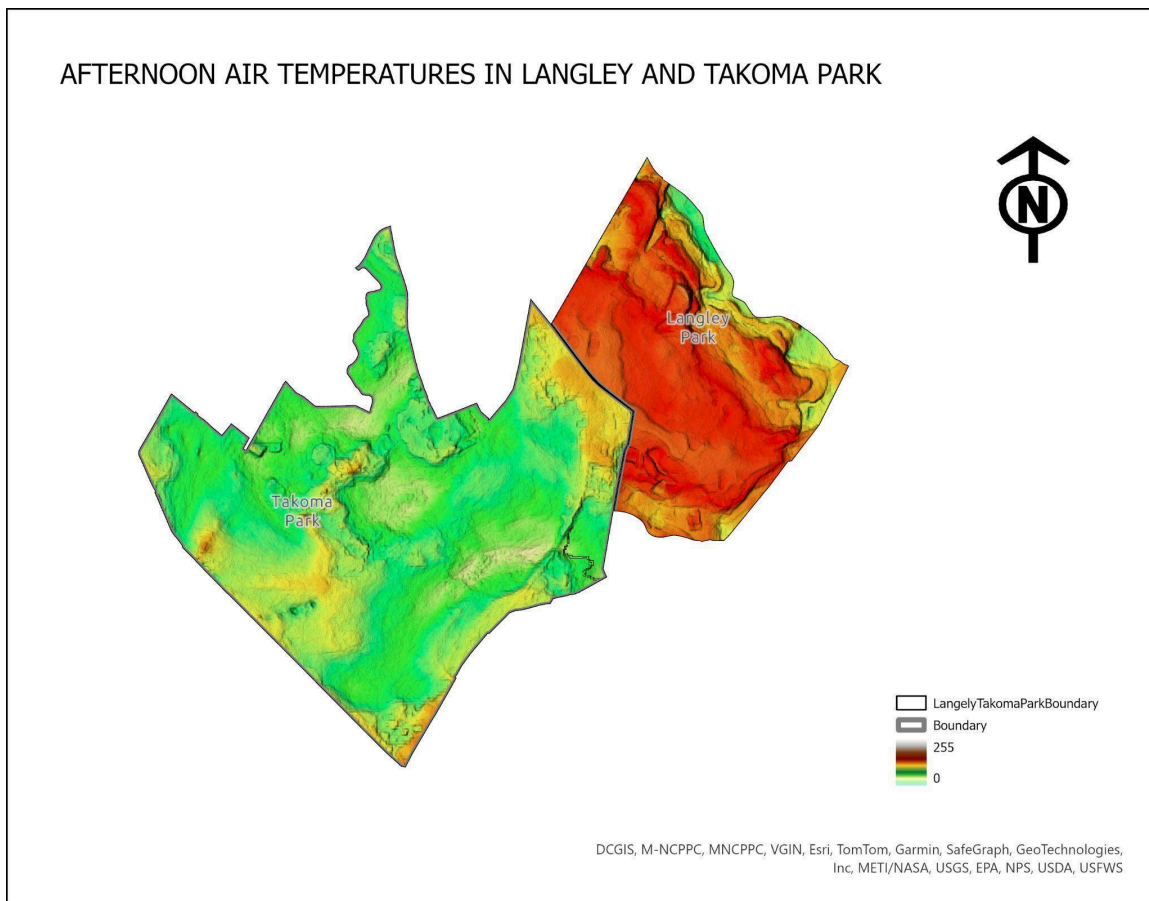 AFTERNOON AIR TEMPERATURES IN LANGLEY AND TAKOMA PARK
N
Langley
Park
Takoma
Park
LangelyTakomaParkBoundary
Boundary
255
0
DCGIS, M-NCPPC, MNCPPC, VGIN, Esri, TomTom, Garmin, SafeGraph, GeoTechnologies,
Inc, METI/NASA, USGS, EPA, NPS, USDA, USFWS